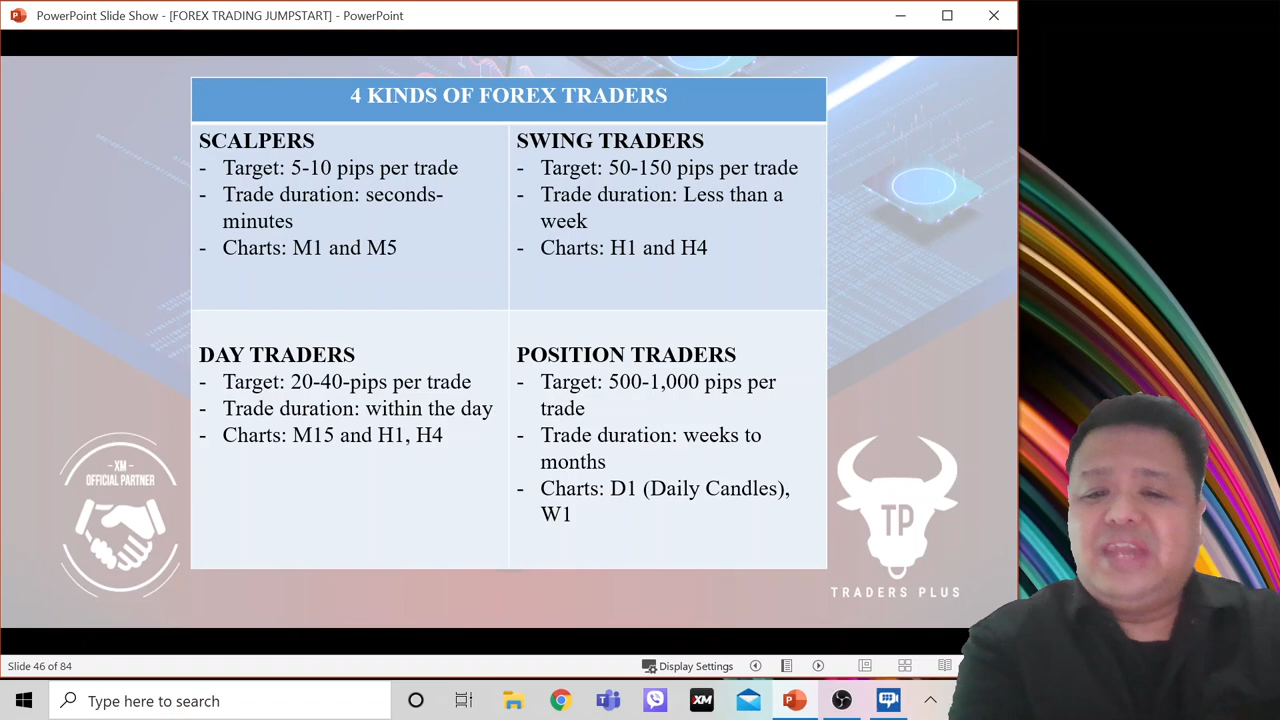 PowerPoint Slide Show - [FOREX TRADING JUMPSTART] - PowerPoint
4 KINDS OF FOREX TRADERS
SCALPERS
- Target: 5-10 pips per trade
- Trade duration: seconds-
minutes
- Charts: M1 and M5
SWING TRADERS
- Target: 50-150 pips per trade
- Trade duration: Less than a
week
- Charts: H1 and H4
DAY TRADERS
- Target: 20-40-pips per trade
- Trade duration: within the day
- Charts: M15 and H1, H4
POSITION TRADERS
- Target: 500-1,000 pips per
trade
- Trade duration: weeks to
months
- Charts: D1 (Daily Candles),
W1
- XM -
OFFICIAL PARTNER
TP
TRADERS PLUS
Slide 46 of 84
Display Settings
Type here to search
XM